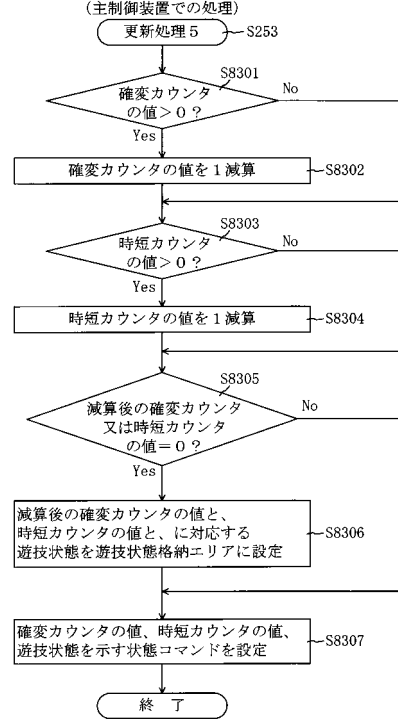 (主制御装置での処理)
更新処理5
S253
S8301
確変カウンタ
の値>0?
No
Yes
確変カウンタの値を1減算
S8302
S8303
時短カウンタ
の値>0?
No
Yes
時短カウンタの値を1減算
S8304
S8305
減算後の確変カウンタ
又は時短カウンタ
の値=0?
No
Yes
減算後の確変カウンタの値と、
時短カウンタの値と、に対応する
遊技状態を遊技状態格納エリアに設定
S8306
確変カウンタの値、時短カウンタの値、
遊技状態を示す状態コマンドを設定
S8307
終 了